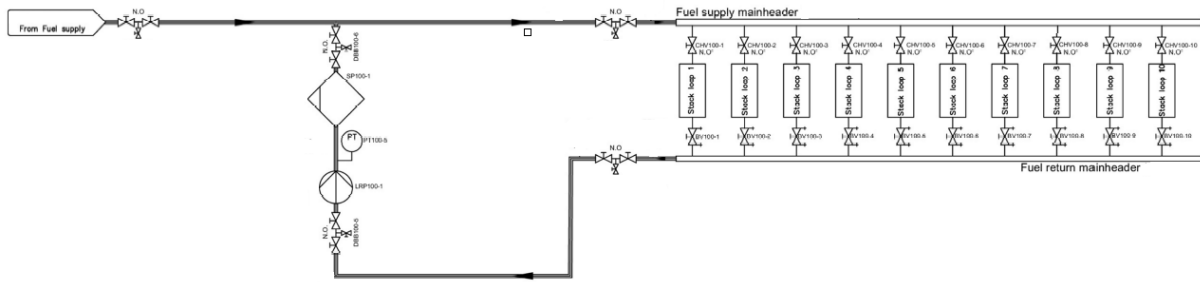 From Fuel supply
N.O
N.O
Fuel supply mainheader
N.O.
DBB100-6
SP100-1
PT
PT100-5
LRP100-1
N.O.
DBB100-5
CHV100-1
N.O'
CHV100-2
N.O'
CHV100-3
N.O'
CHV100-4
N.O'
CHV100-5
N.O'
CHV100-6
N.O'
CHV100-7
N.O'
CHV100-8
N.O'
CHV100-9
N.O'
CHV100-10
N.O'
Stack loop 1
Stack loop 2
Stack loop 3
Stack loop 4
Stack loop 5
Stack loop 6
Stack loop 7
Stack loop 8
Stack loop 9
Stack loop 10
BV100-1
BV100-2
BV100-3
BV100-4
BV100-7
BV100-8
BV100-9
BV100-10
N.O
Fuel return mainheader